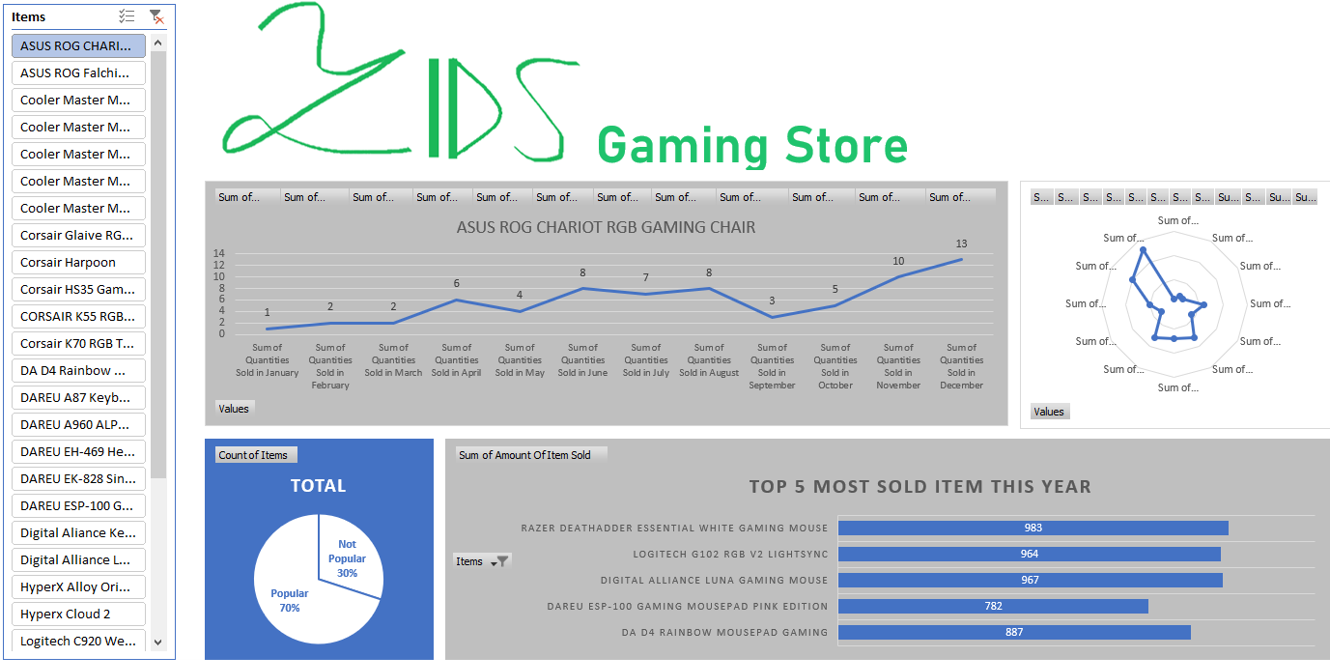 Items
ASUS ROG CHARI...
ASUS ROG Falchi...
Cooler Master M...
Cooler Master M...
Cooler Master M...
Cooler Master M...
Cooler Master M...
Corsair Glaive RG...
Corsair Harpoon
Corsair HS35 Gam...
CORSAIR K55 RGB...
Corsair K70 RGB T...
DA D4 Rainbow ...
DAREU A87 Keyb...
DAREU A960 ALP...
DAREU EH-469 He...
DAREU EK-828 Sin...
DAREU ESP-100 G...
Digital Aliance Ke...
Digital Alliance L...
HyperX Alloy Ori...
Hyperx Cloud 2
Logitech C920 We...
ZIDS Gaming Store
Sum of... Sum of... Sum of... Sum of... Sum of... Sum of... Sum of... Sum of... Sum of... Sum of... Sum of... Sum of...
ASUS ROG CHARIOT RGB GAMING CHAIR
14
12
10
8
6
4
2
0
1 2 2 6 4 8 7 8 3 5 10 13
Sum of Quantities Sold in January
Sum of Quantities Sold in February
Sum of Quantities Sold in March
Sum of Quantities Sold in April
Sum of Quantities Sold in May
Sum of Quantities Sold in June
Sum of Quantities Sold in July
Sum of Quantities Sold in August
Sum of Quantities Sold in September
Sum of Quantities Sold in October
Sum of Quantities Sold in November
Sum of Quantities Sold in December
Values
S... S... S... S... S... S... S... S... Su... S... Su... Su...
Sum of...
Sum of... Sum of...
Sum of... Sum of...
Sum of... Sum of...
Sum of... Sum of...
Sum of... Sum of...
Sum of...
Values
Count of Items
TOTAL
Not Popular 30%
Popular 70%
Sum of Amount Of Item Sold
TOP 5 MOST SOLD ITEM THIS YEAR
Items
RAZER DEATHADDER ESSENTIAL WHITE GAMING MOUSE 983
LOGITECH G102 RGB V2 LIGHTSYNC 964
DIGITAL ALLIANCE LUNA GAMING MOUSE 967
DAREU ESP-100 GAMING MOUSEPAD PINK EDITION 782
DA D4 RAINBOW MOUSEPAD GAMING 887